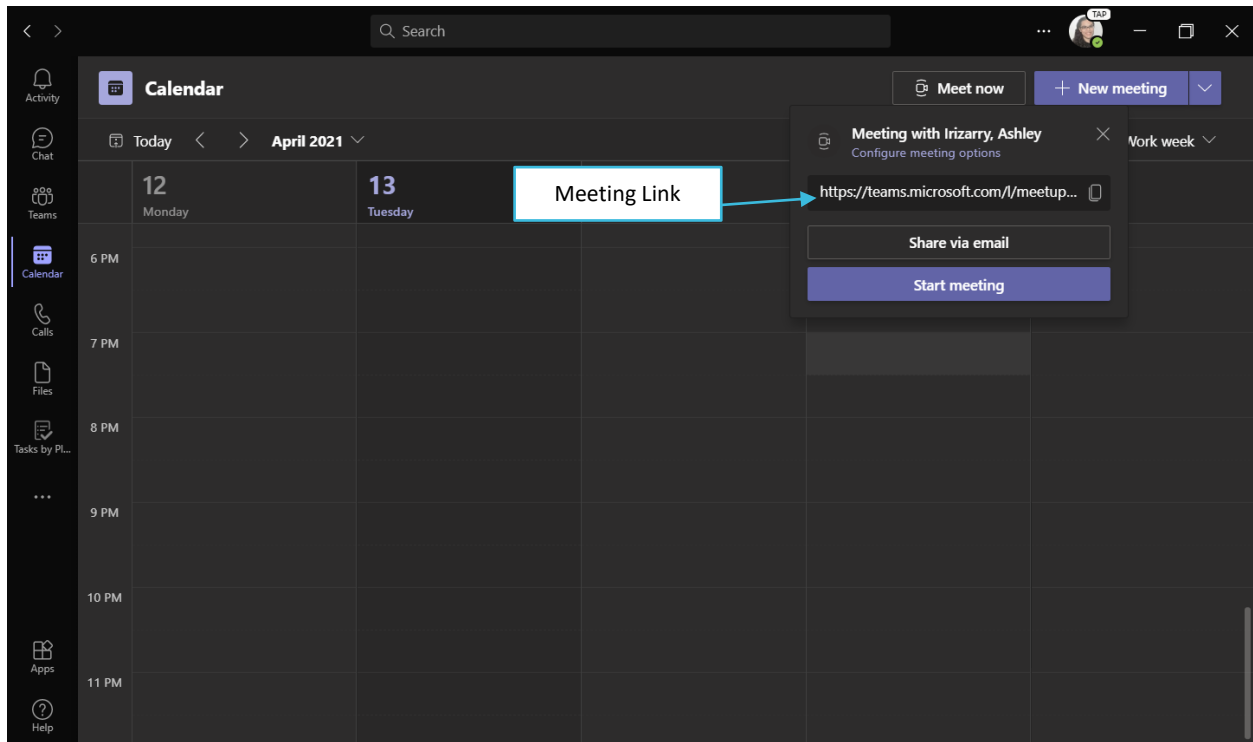 Search
TAP
Activity
Chat
Teams
Calendar
Calls
Files
Tasks by Pl...
Apps
Help
Calendar
Meet now
New meeting
Today
April 2021
Work week
12
Monday
13
Tuesday
6 PM
7 PM
8 PM
9 PM
10 PM
11 PM
Meeting Link
Meeting with Irizarry, Ashley
Configure meeting options
https://teams.microsoft.com/l/meetup...
Share via email
Start meeting